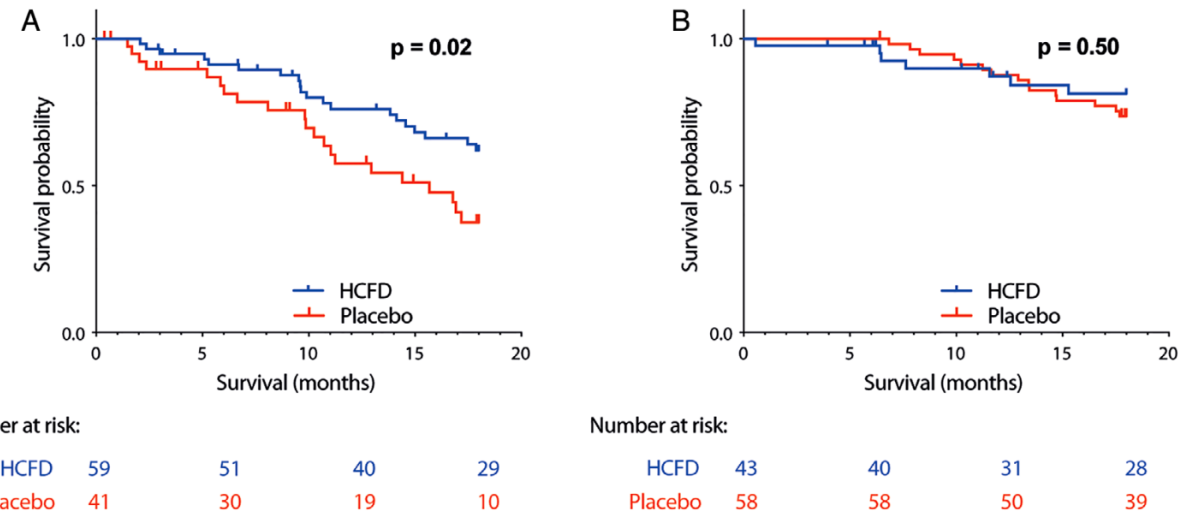 A
p = 0.02
1.0
0.5
0.0
Survival probability
HCFD
Placebo
0 5 10 15 20
Survival (months)
er at risk:
HCFD 59 51 40 29
acebo 41 30 19 10
B
p = 0.50
1.0
0.5
0.0
Survival probability
HCFD
Placebo
0 5 10 15 20
Survival (months)
Number at risk:
HCFD 43 40 31 28
Placebo 58 58 50 39